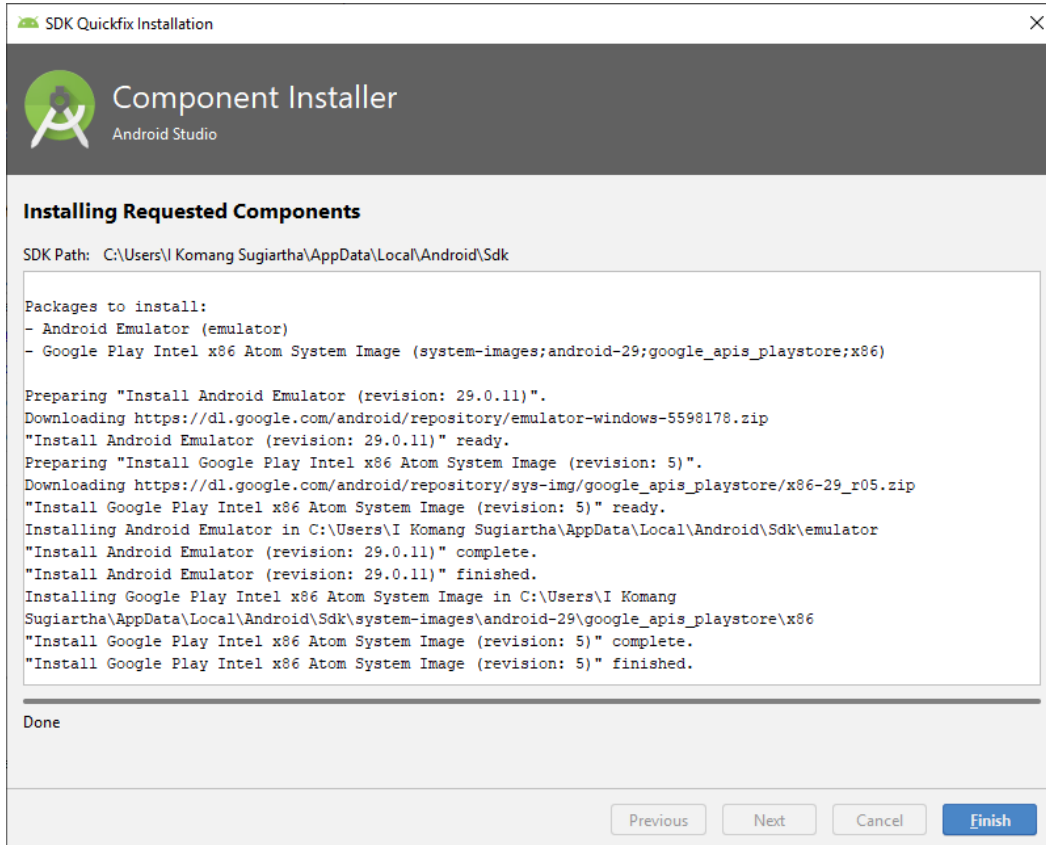 SDK Quickfix Installation
Component Installer
Android Studio
Installing Requested Components
SDK Path: C:\Users\I Komang Sugiartha\AppData\Local\Android\Sdk
Packages to install:
- Android Emulator (emulator)
- Google Play Intel x86 Atom System Image (system-images;android-29;google_apis_playstore;x86)
Preparing "Install Android Emulator (revision: 29.0.11)".
Downloading https://dl.google.com/android/repository/emulator-windows-5598178.zip
"Install Android Emulator (revision: 29.0.11)" ready.
Preparing "Install Google Play Intel x86 Atom System Image (revision: 5)".
Downloading https://dl.google.com/android/repository/sys-img/google_apis_playstore/x86-29_r05.zip
"Install Google Play Intel x86 Atom System Image (revision: 5)" ready.
Installing Android Emulator in C:\Users\I Komang Sugiartha\AppData\Local\Android\Sdk\emulator
"Install Android Emulator (revision: 29.0.11)" complete.
"Install Android Emulator (revision: 29.0.11)" finished.
Installing Google Play Intel x86 Atom System Image in C:\Users\I Komang
Sugiartha\AppData\Local\Android\Sdk\system-images\android-29\google_apis_playstore\x86
"Install Google Play Intel x86 Atom System Image (revision: 5)" complete.
"Install Google Play Intel x86 Atom System Image (revision: 5)" finished.
Done
Previous Next Cancel Finish